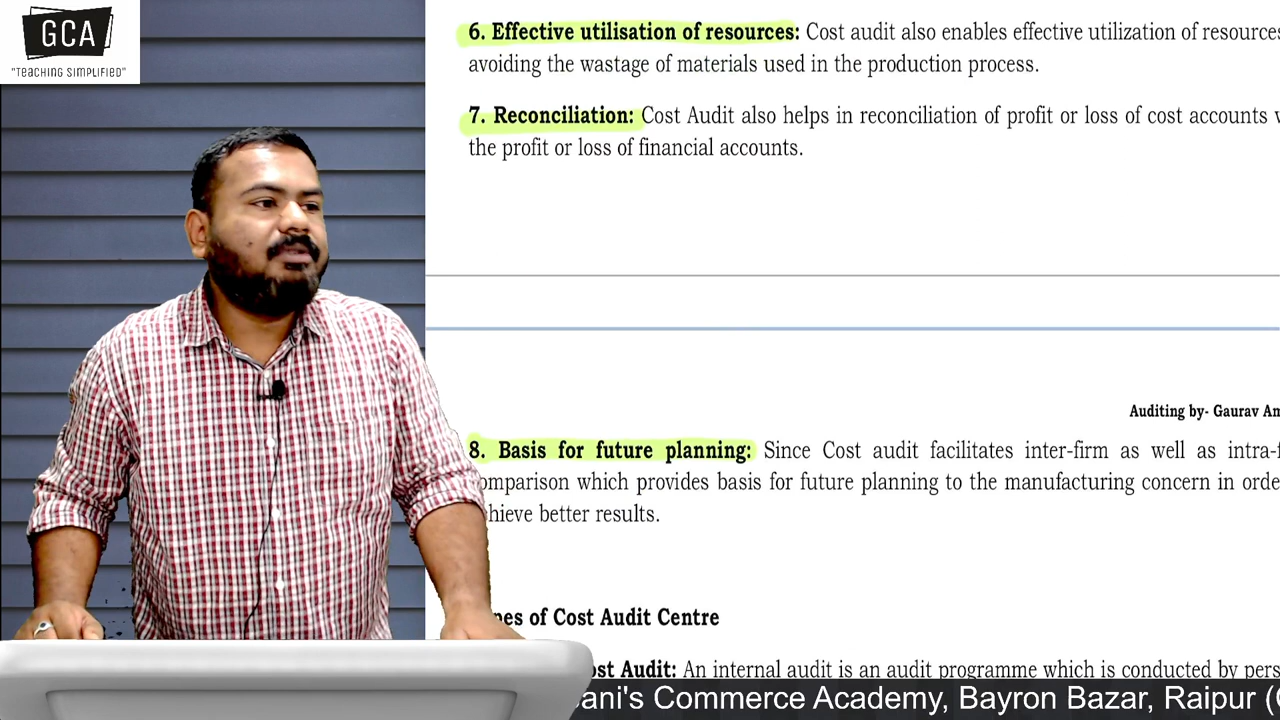 GCA
"TEACHING SIMPLIFIED"
6. Effective utilisation of resources: Cost audit also enables effective utilization of resources
avoiding the wastage of materials used in the production process.
7. Reconciliation: Cost Audit also helps in reconciliation of profit or loss of cost accounts
the profit or loss of financial accounts.
Auditing by- Gaurav
8. Basis for future planning: Since Cost audit facilitates inter-firm as well as
comparison which provides basis for future planning to the manufacturing concern in
achieve better results.
of Cost Audit Centre
Audit: An internal audit is an audit programme which is conducted by
Commerce Academy, Bayron Bazar, Raipur